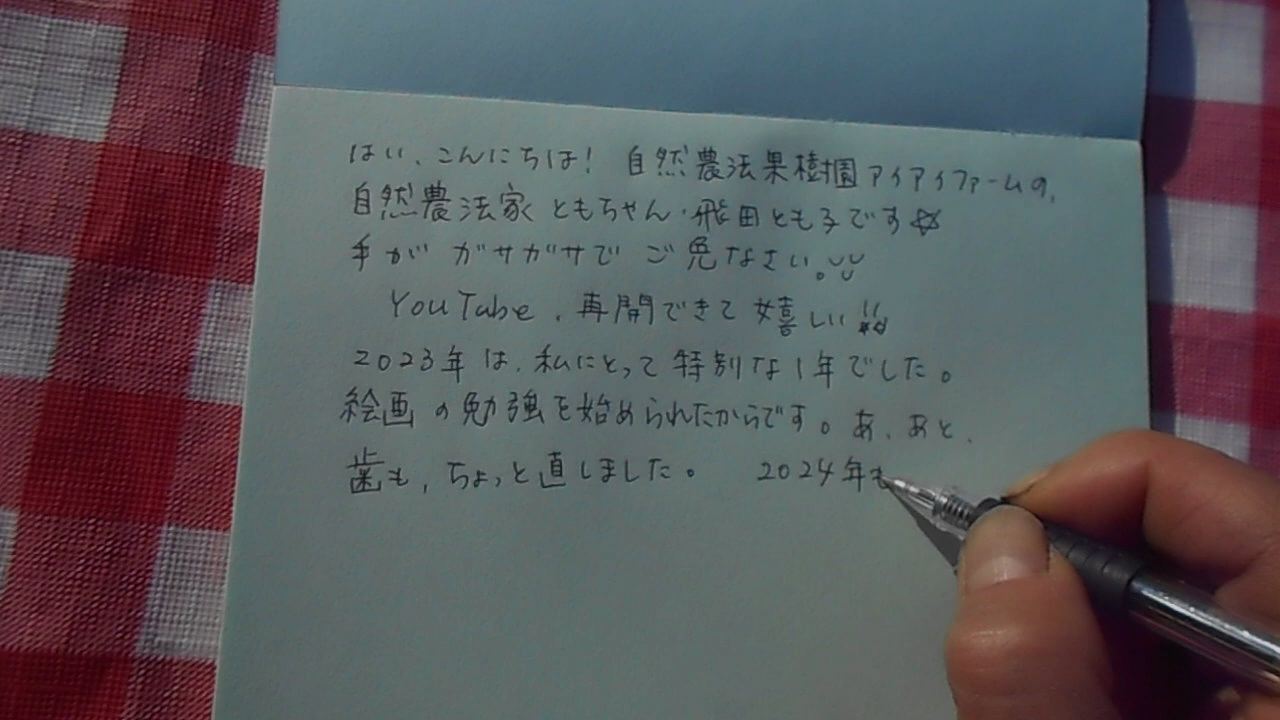 はい、こんにちは! 自然農法果樹園アイアイファームの、
自然農法家ともちゃん・飛田とも子です☆
手がガサガサでご免なさい。
YouTube、再開できて嬉しい!!
2023年は、私にとって特別な1年でした。
絵画の勉強を始められたからです。あ、あと、
歯も、ちょっと直しました。 2024年も